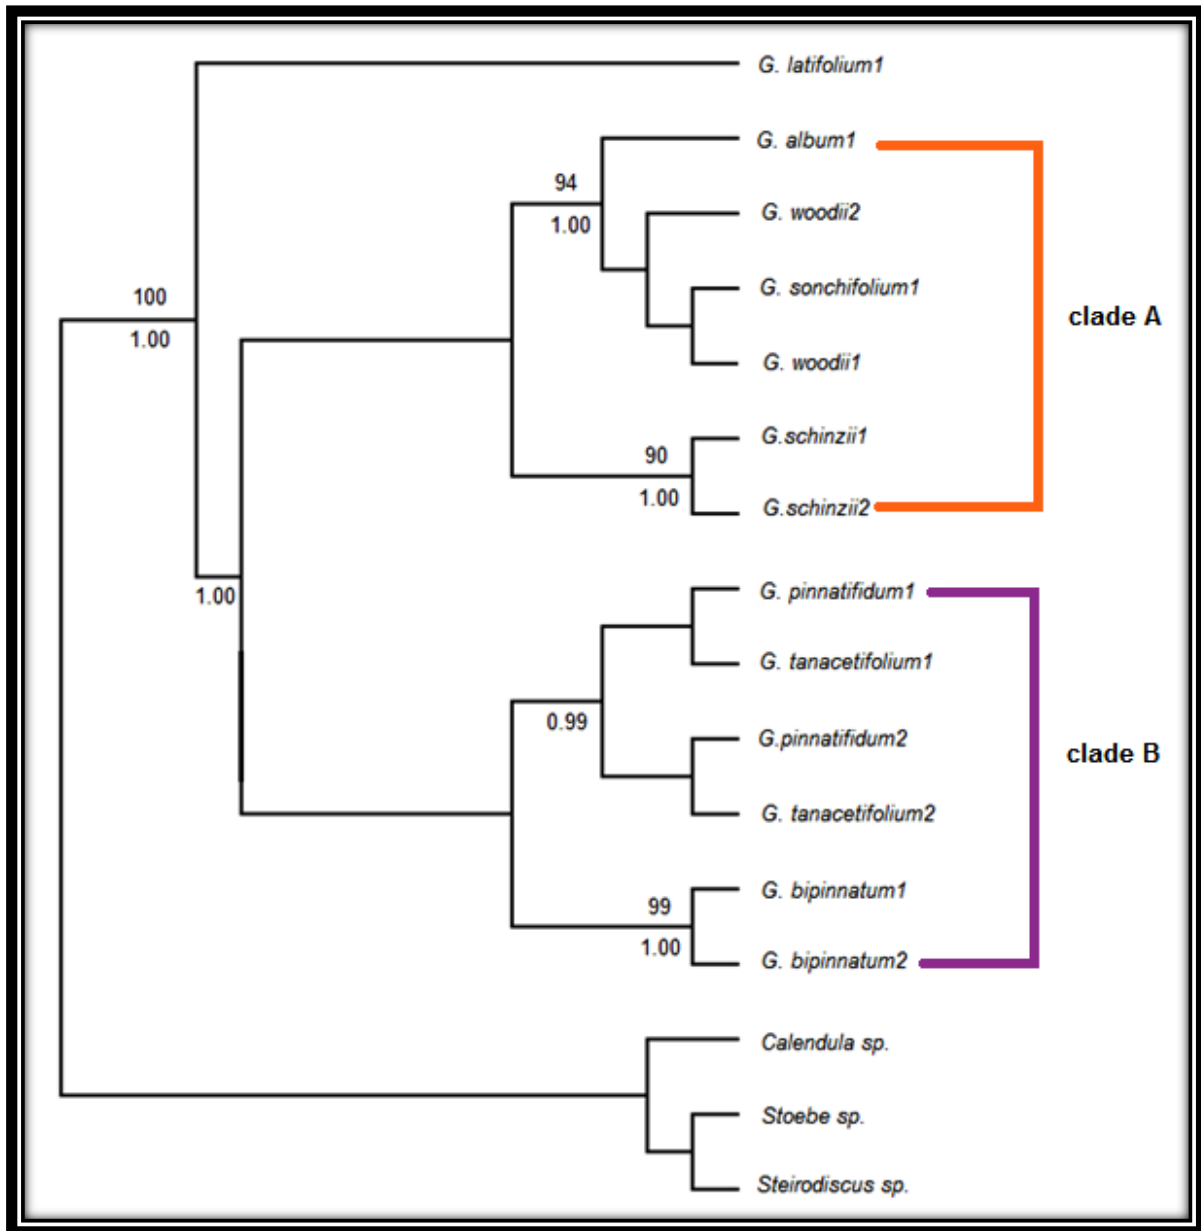 G. latifolium1
G. album1
94
1.00
G. woodii2
G. sonchifolium1
100
1.00
clade A
G. woodii1
G.schinzii1
90
1.00
G.schinzii2
1.00
G. pinnatifidum1
G. tanacetifolium1
0.99
G.pinnatifidum2
clade B
G. tanacetifolium2
G. bipinnatum1
99
1.00
G. bipinnatum2
Calendula sp.
Stoebe sp.
Steirodiscus sp.